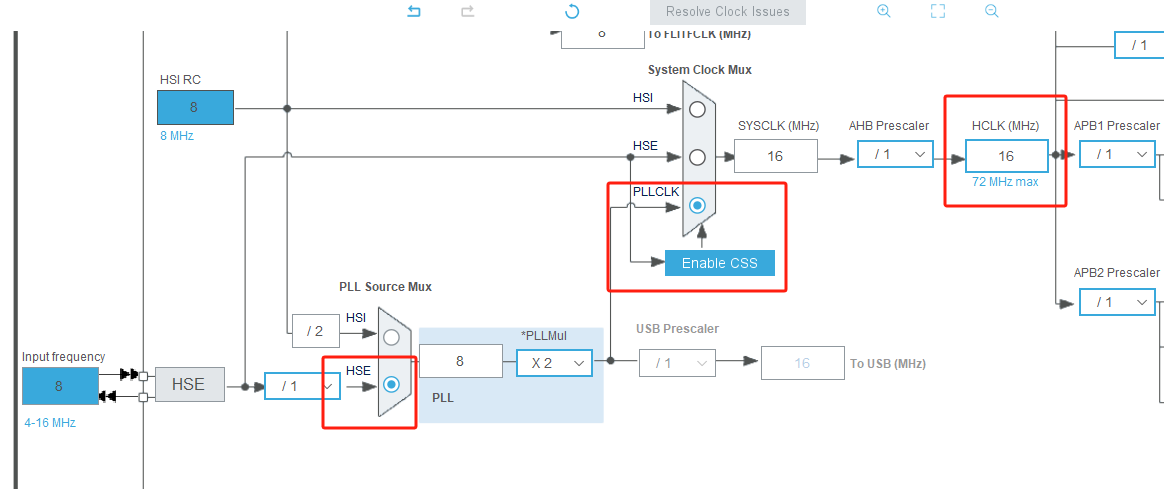 Resolve Clock Issues
8
To FLITFCLK (MHz)
/ 1
System Clock Mux
HSI RC
8
8 MHz
HSI
HSE
PLLCLK
SYSCLK (MHz)
16
AHB Prescaler
/ 1
HCLK (MHz)
16
72 MHz max
APB1 Prescaler
/ 1
Enable CSS
APB2 Prescaler
/ 1
PLL Source Mux
HSI
/ 2
Input frequency
8
4-16 MHz
HSE
/ 1
HSE
8
*PLLMul
X 2
PLL
USB Prescaler
/ 1
16
To USB (MHz)